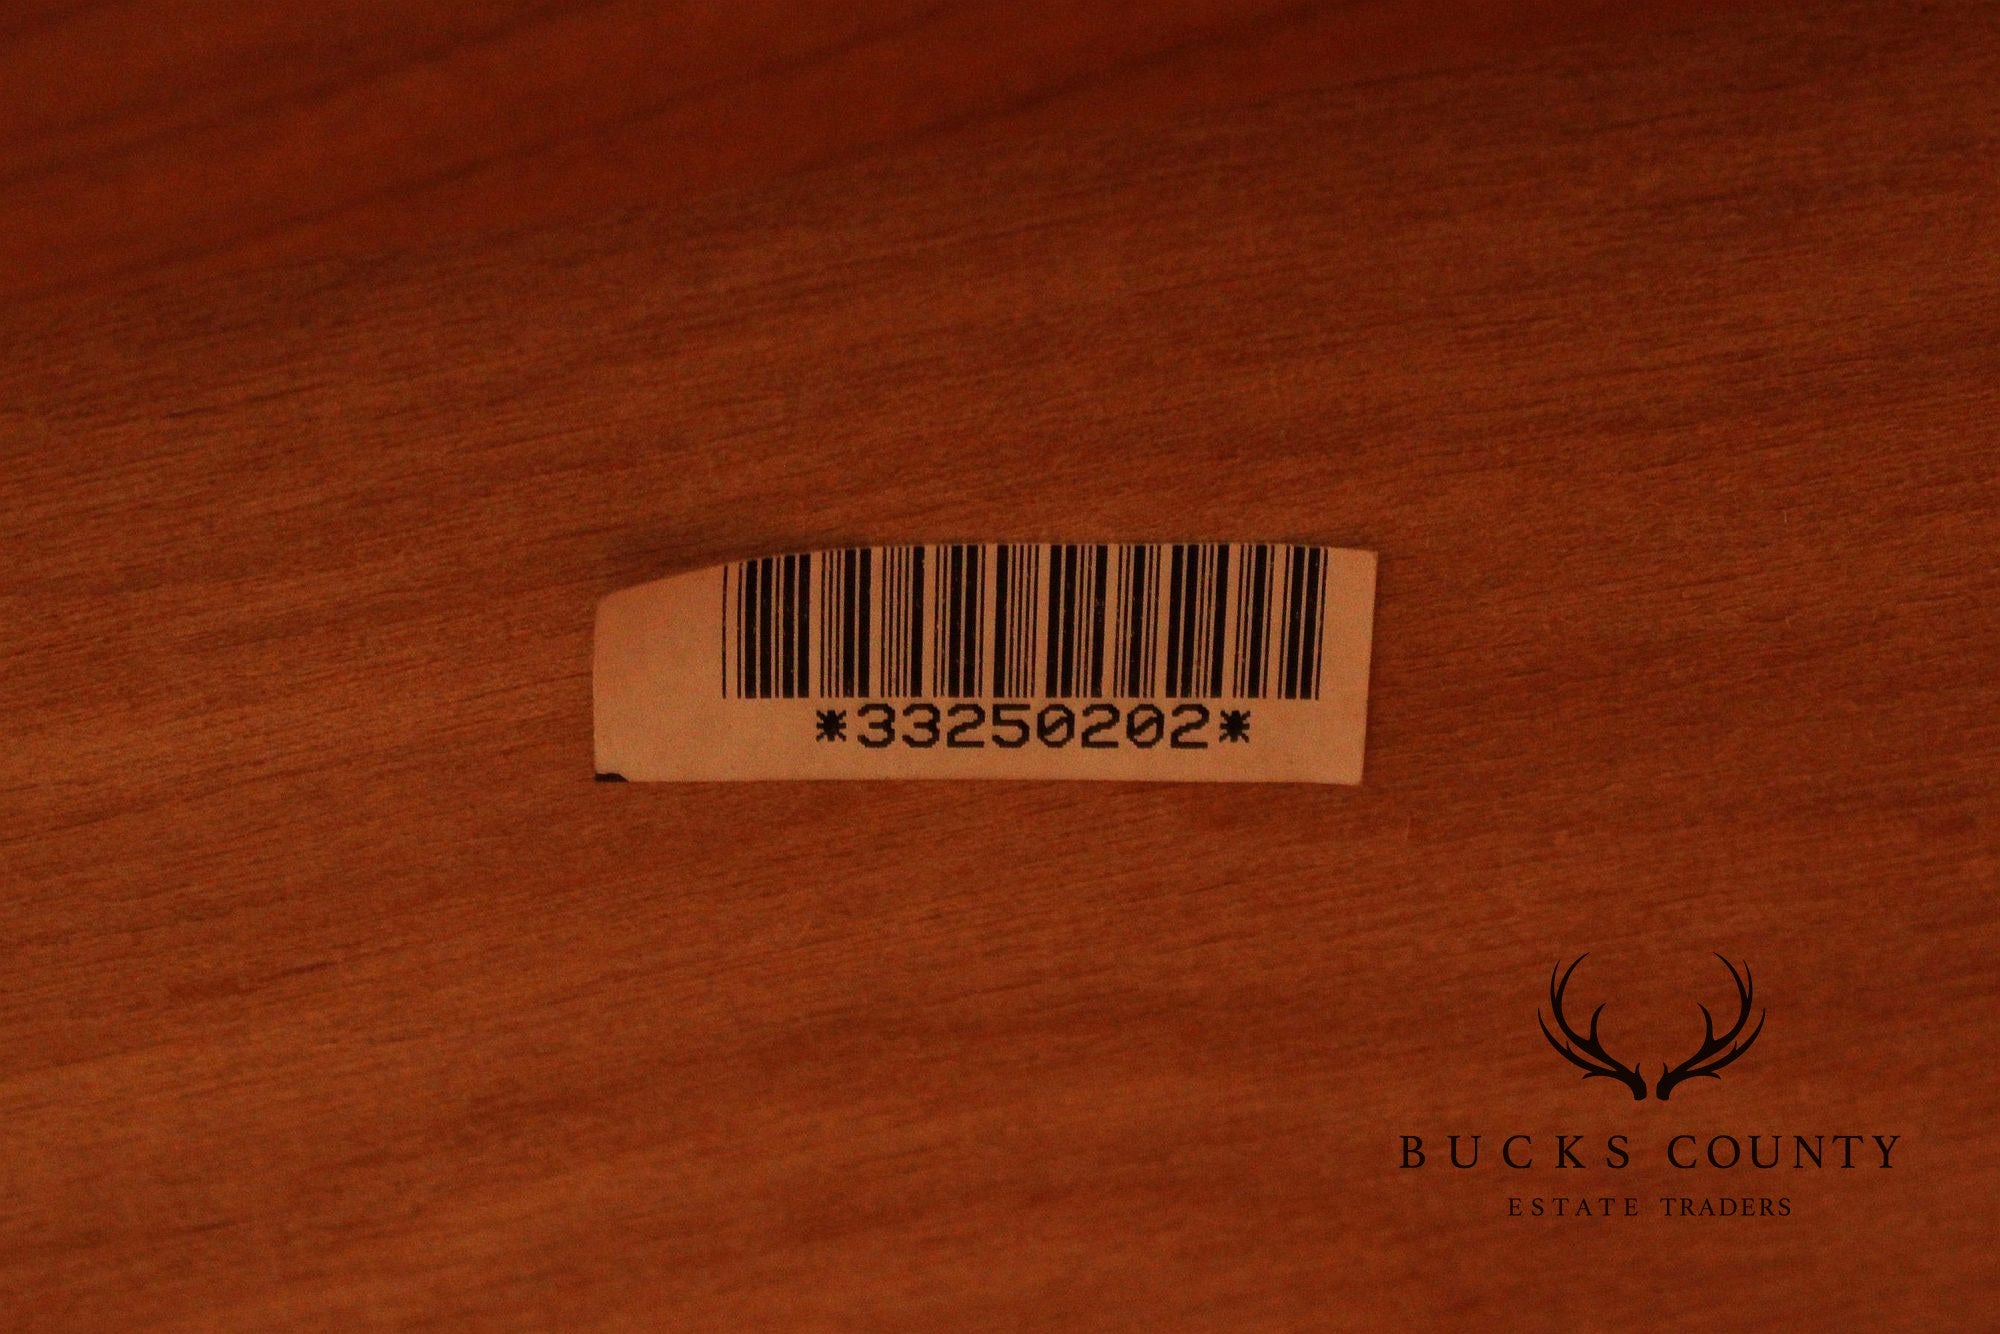 *33250202*
BUCKS COUNTY
ESTATE TRADERS